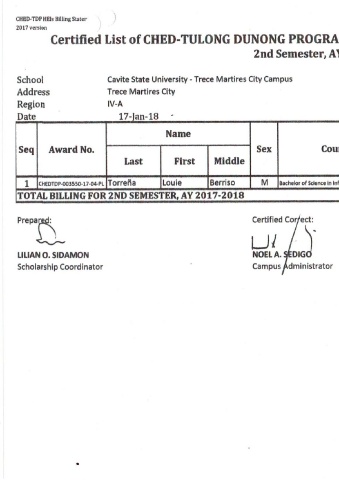 CHED-TDP HEIs Billing Stater
2017 version
Certified List of CHED-TULONG DUNONG PROGRA
2nd Semester, AY
School Cavite State University - Trece Martires City Campus
Address Trece Martires City
Region IV-A
Date 17-Jan-18
Name
Seq Award No. Sex Cour
Last First Middle
1 CHEDTDP-003550-17-04-PL Torreña Louie Berriso M Bachelor of Science in Inf
TOTAL BILLING FOR 2ND SEMESTER, AY 2017-2018
Prepared: Certified Correct:
LILIAN O. SIDAMON NOEL A. SEDIGO
Scholarship Coordinator Campus Administrator